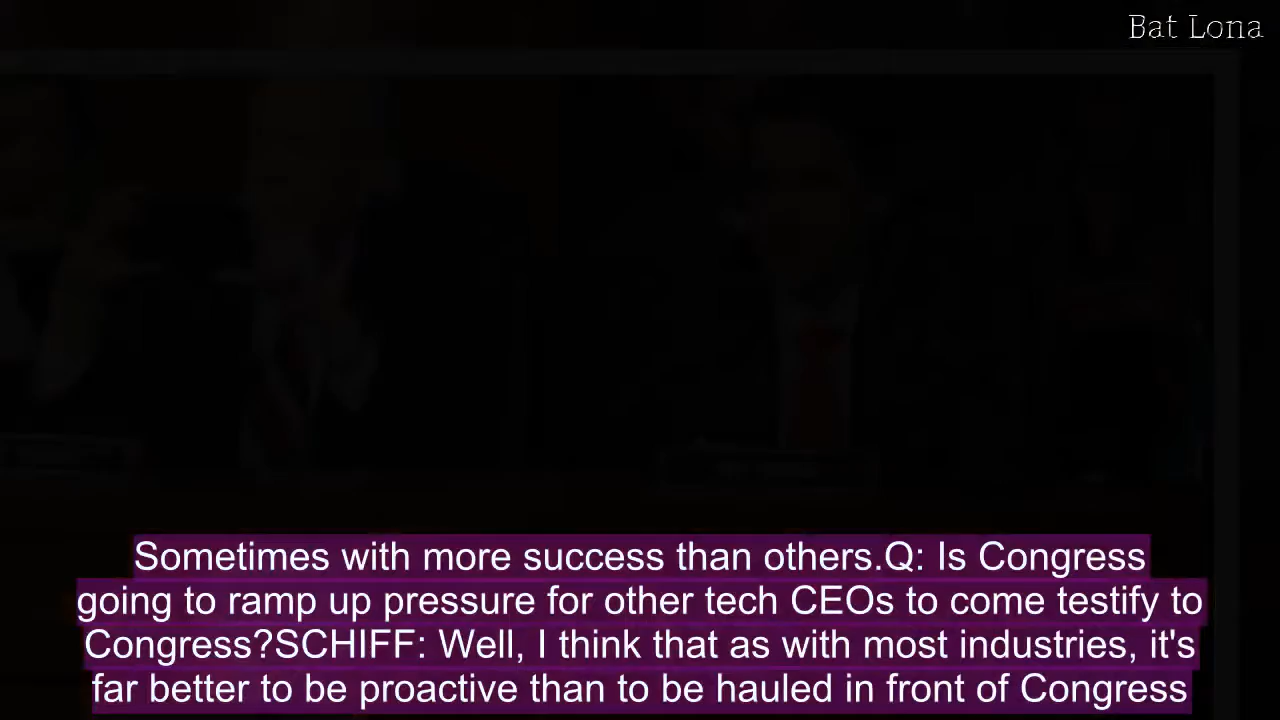 Bat Lona
Sometimes with more success than others.Q: Is Congress
going to ramp up pressure for other tech CEOs to come testify to
Congress?SCHIFF: Well, I think that as with most industries, it's
far better to be proactive than to be hauled in front of Congress